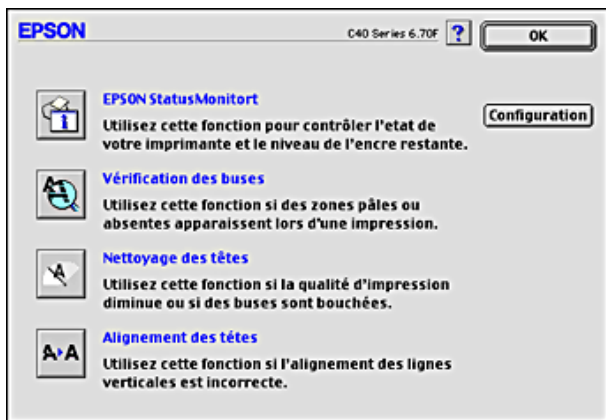 EPSON
C40 Series 6.70F
?
OK
EPSON StatusMonitort
Utilisez cette fonction pour contrôler l'etat de
votre imprimante et le niveau de l'encre restante.
Configuration
Vérification des buses
Utilisez cette fonction si des zones pâles ou
absentes apparaissent lors d'une impression.
Nettoyage des têtes
Utilisez cette fonction si la qualité d'impression
diminue ou si des buses sont bouchées.
Alignement des tétes
Utilisez cette fonction si l'alignement des lignes
verticales est incorrecte.